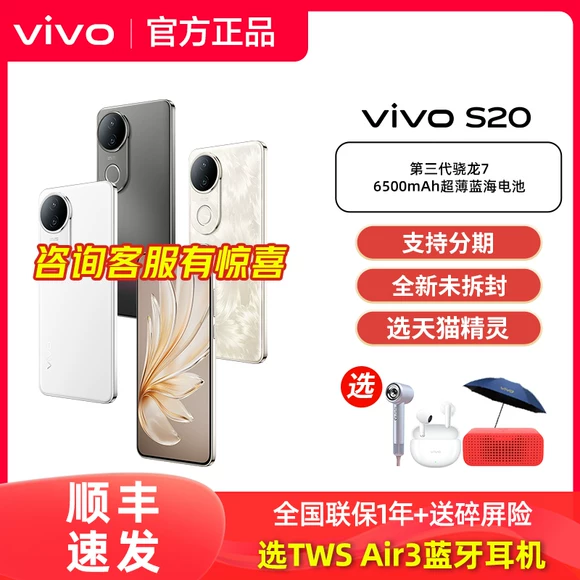 vivo 官方正品
vivo S20
第三代骁龙7
6500mAh超薄蓝海电池
支持分期
全新未拆封
选天猫精灵
咨询客服有惊喜
选
vivo
顺丰
速发
全国联保1年+送碎屏险
选TWS Air3蓝牙耳机